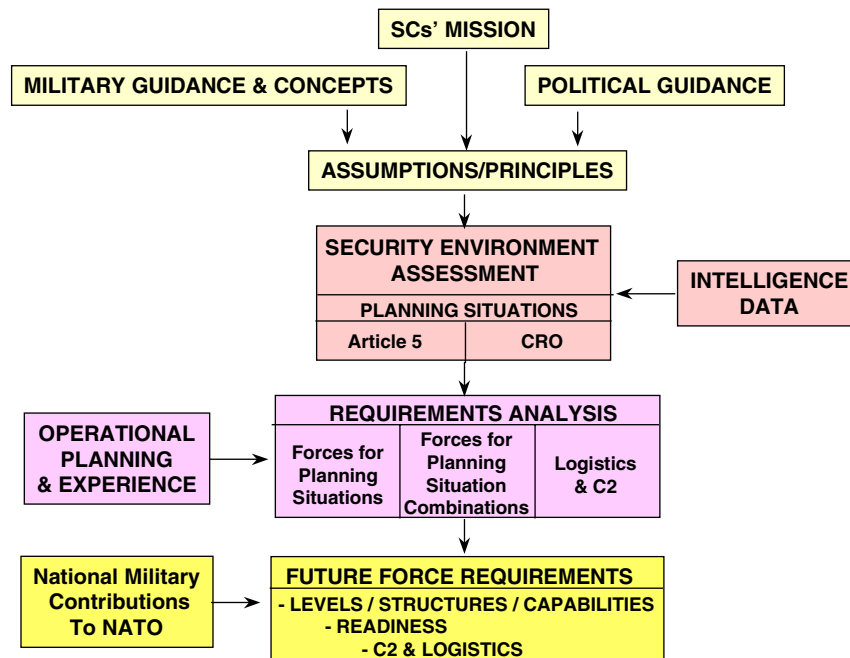 SCs' MISSION
MILITARY GUIDANCE & CONCEPTS
POLITICAL GUIDANCE
ASSUMPTIONS/PRINCIPLES
SECURITY ENVIRONMENT
ASSESSMENT
PLANNING SITUATIONS
Article 5
CRO
INTELLIGENCE
DATA
REQUIREMENTS ANALYSIS
OPERATIONAL
PLANNING
& EXPERIENCE
Forces for
Planning
Situations
Forces for
Planning
Situation
Combinations
Logistics
& C2
National Military
Contributions
To NATO
FUTURE FORCE REQUIREMENTS
- LEVELS / STRUCTURES / CAPABILITIES
- READINESS
- C2 & LOGISTICS